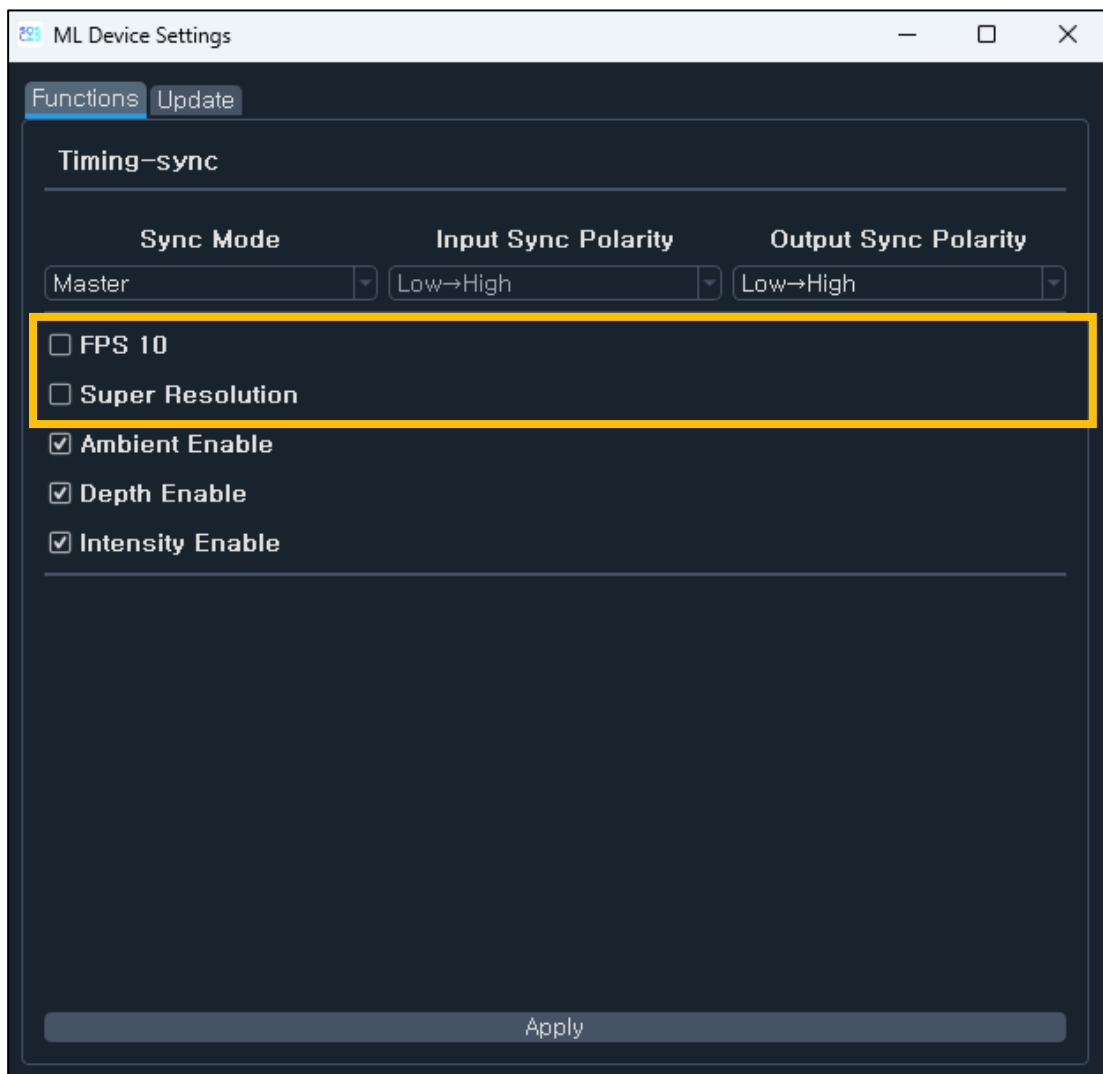 ML Device Settings
Functions Update
Timing-sync
Sync Mode Input Sync Polarity Output Sync Polarity
Master Low→High Low→High
FPS 10
Super Resolution
Ambient Enable
Depth Enable
Intensity Enable
Apply